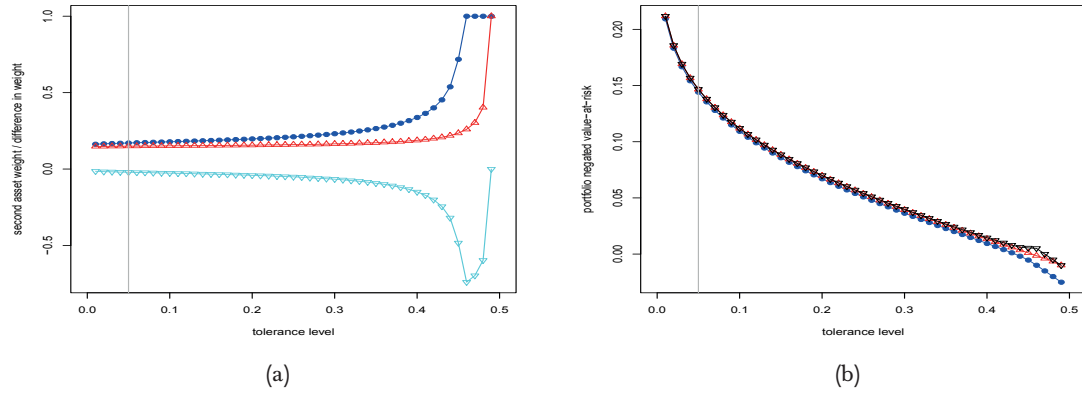 second asset weight / difference in weight
1.0
0.5
0.0
−0.5
0.0 0.1 0.2 0.3 0.4 0.5
tolerance level
(a)
portfolio negated value−at−risk
0.20
0.15
0.10
0.05
0.00
0.0 0.1 0.2 0.3 0.4 0.5
tolerance level
(b)